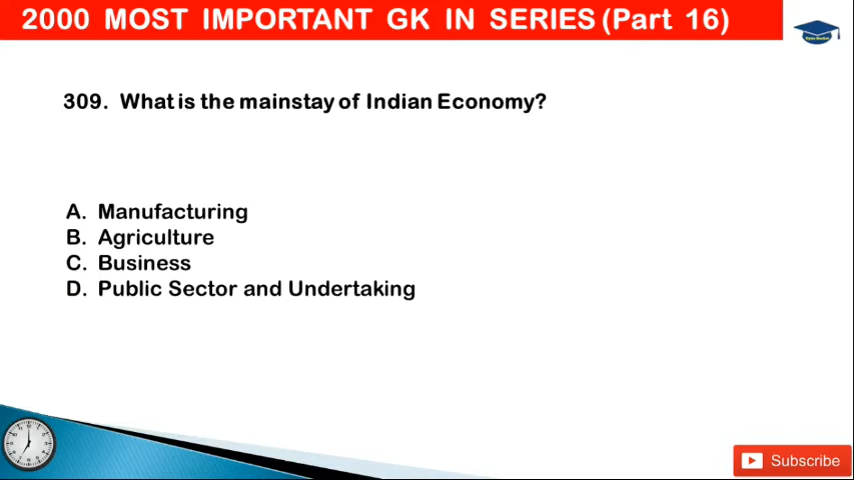 2000 MOST IMPORTANT GK IN SERIES (Part 16)
309. What is the mainstay of Indian Economy?
A. Manufacturing
B. Agriculture
C. Business
D. Public Sector and Undertaking
Subscribe